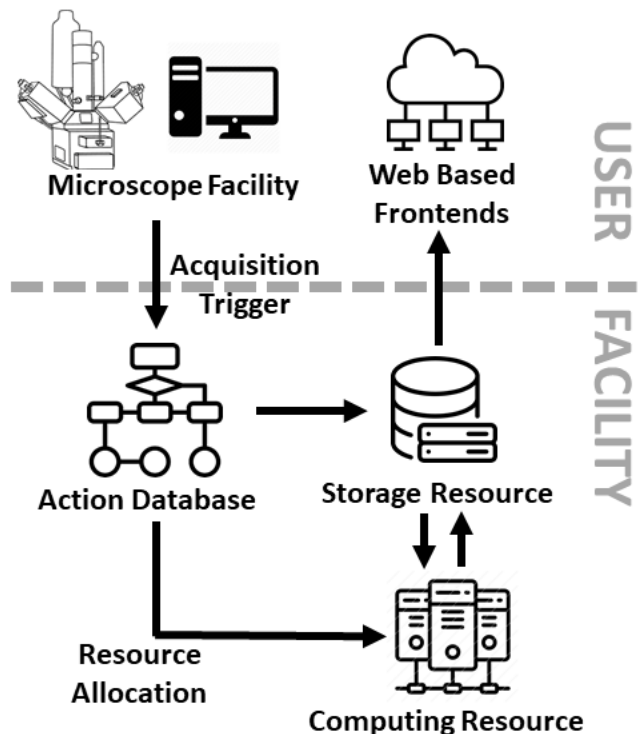 Microscope Facility
Web Based
Frontends
USER
Acquisition
Trigger
FACILITY
Action Database
Storage Resource
Resource
Allocation
Computing Resource